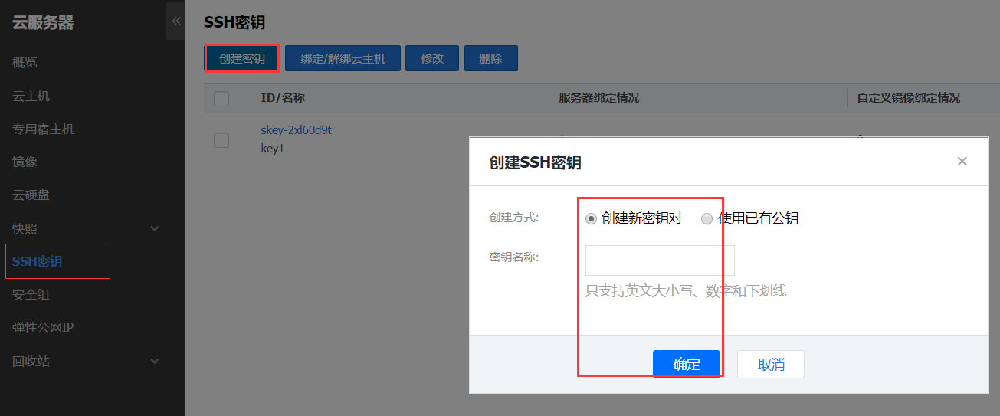 云服务器
概览
云主机
专用宿主机
镜像
云硬盘
快照
SSH密钥
安全组
弹性公网IP
回收站
SSH密钥
创建密钥 绑定/解绑云主机 修改 删除
ID/名称 服务器绑定情况 自定义镜像绑定情况
skey-2xl60d9t
key1
创建SSH密钥
创建方式: 创建新密钥对 使用已有公钥
密钥名称:
只支持英文大小写、数字和下划线
确定 取消